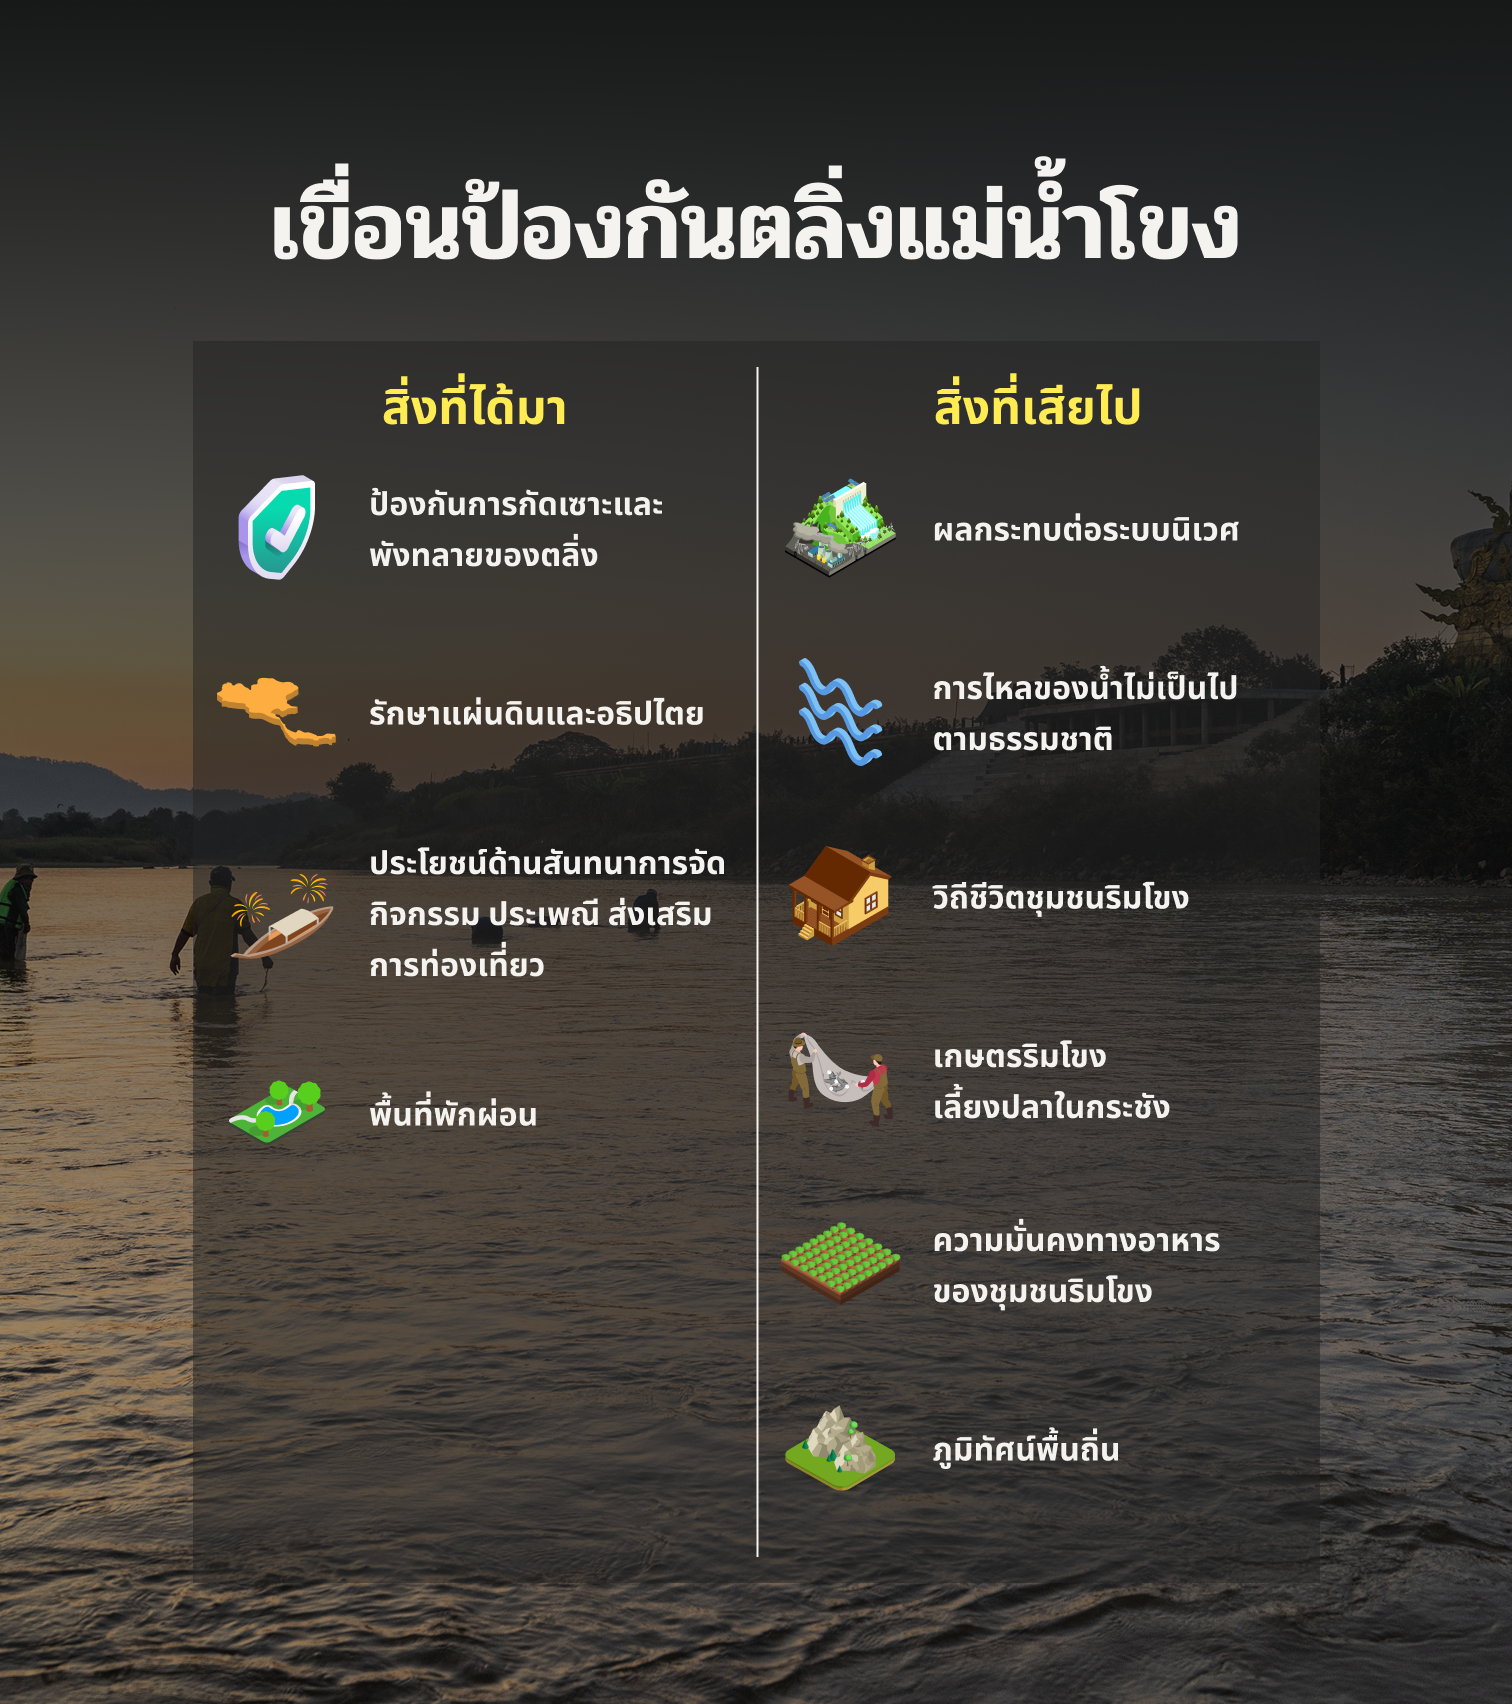 เขื่อนป้องกันตลิ่งแม่น้ำโขง
สิ่งที่ได้มา
ป้องกันการกัดเซาะและ
พังทลายของตลิ่ง
รักษาแผ่นดินและอธิปไตย
ประโยชน์ด้านสันทนาการจัด
กิจกรรม ประเพณี ส่งเสริม
การท่องเที่ยว
พื้นที่พักผ่อน
สิ่งที่เสียไป
ผลกระทบต่อระบบนิเวศ
การไหลของน้ำไม่เป็นไป
ตามธรรมชาติ
วิถีชีวิตชุมชนริมโขง
เกษตรริมโขง
เลี้ยงปลาในกระชัง
ความมั่นคงทางอาหาร
ของชุมชนริมโขง
ภูมิทัศน์พื้นถิ่น